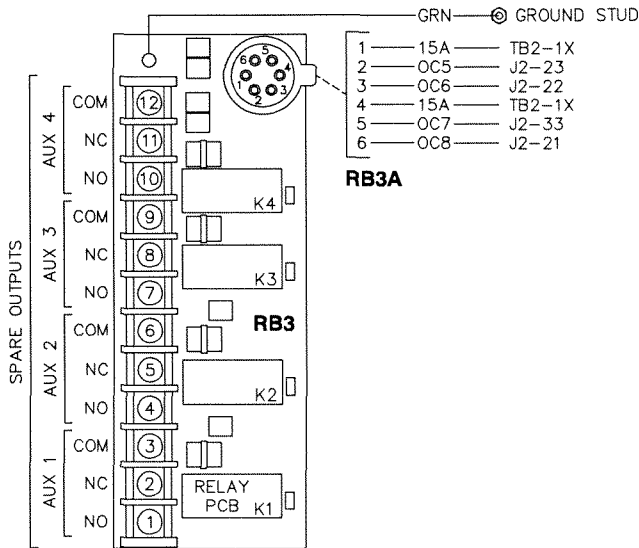 GRN GROUND STUD
1 15A TB2-1X
2 OC5 J2-23
3 OC6 J2-22
4 15A TB2-1X
5 OC7 J2-33
6 OC8 J2-21
RB3A
6 5 4
1 2 3
SPARE OUTPUTS
AUX 4
COM 12
NC 11
NO 10
K4
AUX 3
COM 9
NC 8
NO 7
K3
RB3
AUX 2
COM 6
NC 5
NO 4
K2
AUX 1
COM 3
NC 2
NO 1
RELAY
PCB K1